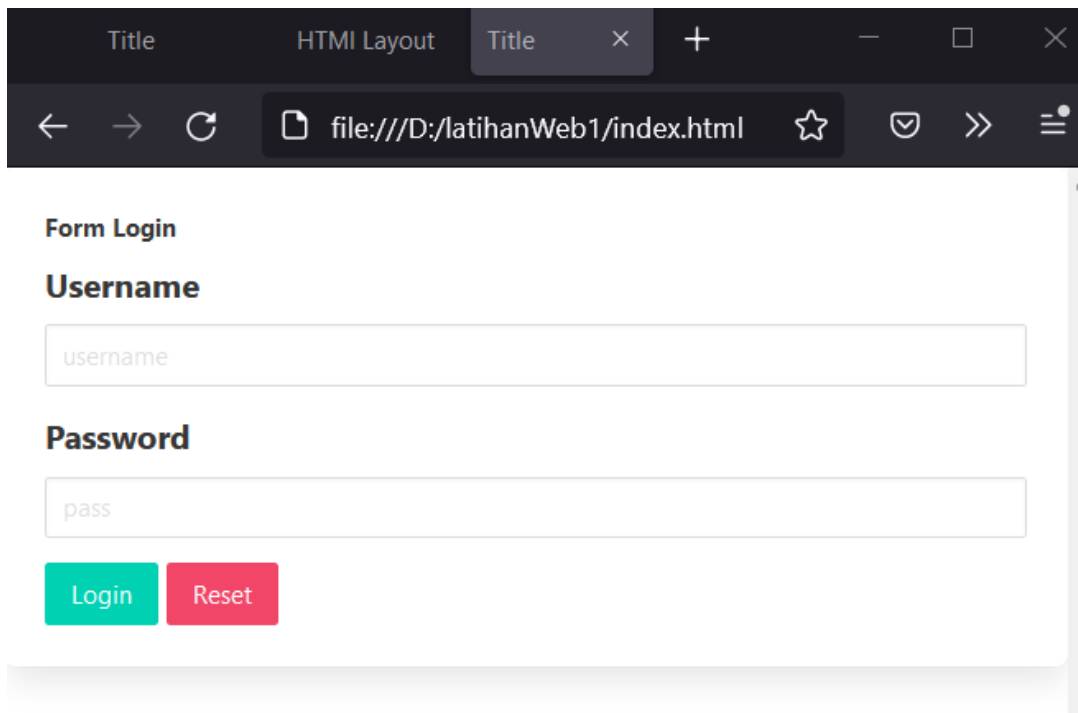 Title HTMl Layout Title
file:///D:/latihanWeb1/index.html
Form Login
Username
username
Password
pass
Login Reset